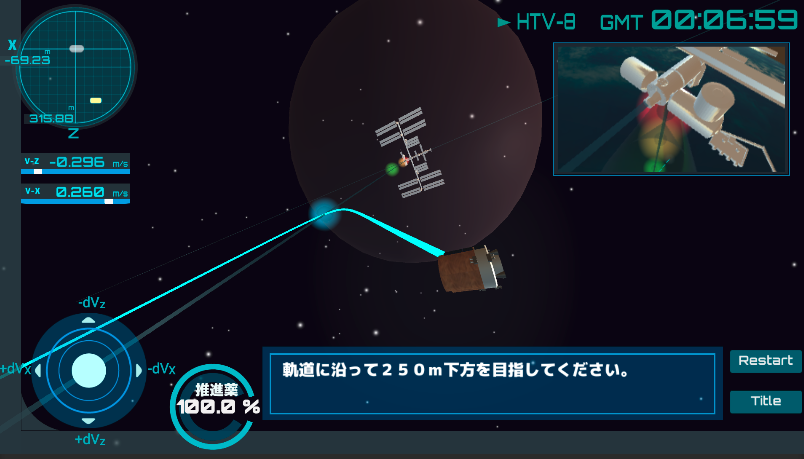 ► HTV-8 GMT 00:06:59
X
m
-69.23
m
315.88
Z
V-Z -0.296 m/s
V-X 0.260 m/s
-dVz
+dVx
-dVx
+dVz
推進薬
100.0 %
軌道に沿って250m下方を目指してください。
Restart
Title